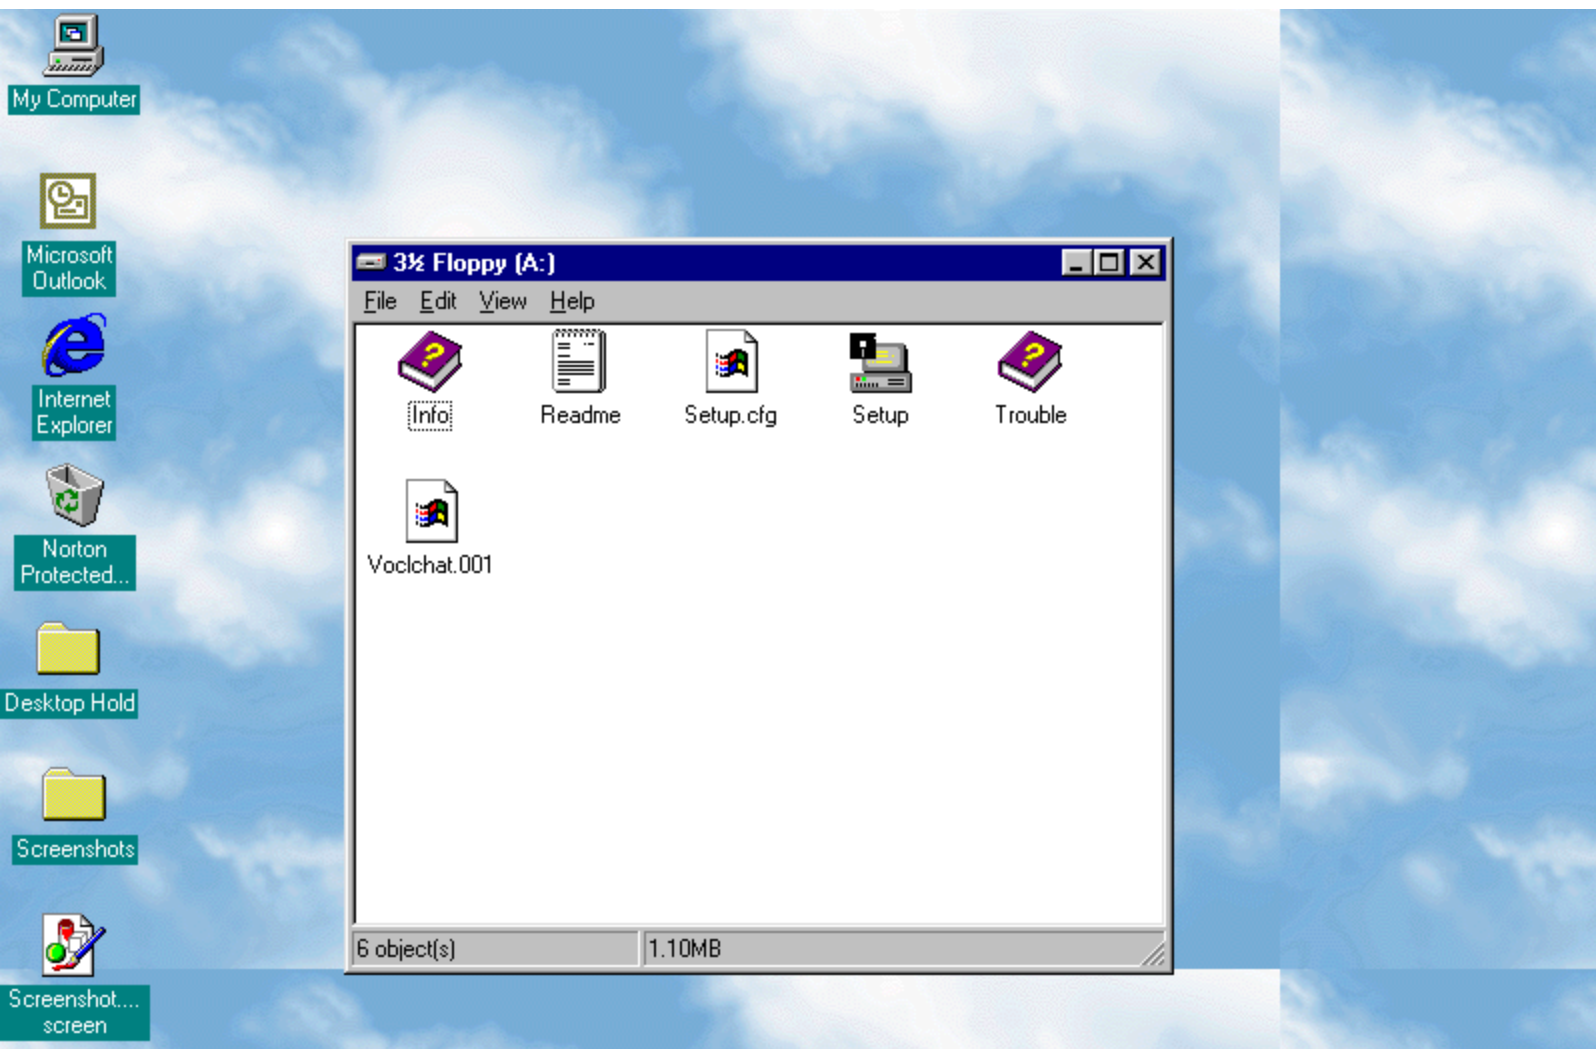 My Computer
Microsoft
Outlook
Internet
Explorer
Norton
Protected...
Desktop Hold
Screenshots
Screenshot....
screen
3½ Floppy (A:)
File Edit View Help
Info Readme Setup.cfg Setup Trouble
Voclchat.001
6 object(s) 1.10MB